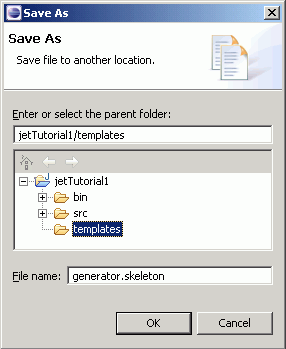 Save As
Save As
Save file to another location.
Enter or select the parent folder:
jetTutorial1/templates
jetTutorial1
bin
src
templates
File name: generator.skeleton
OK Cancel